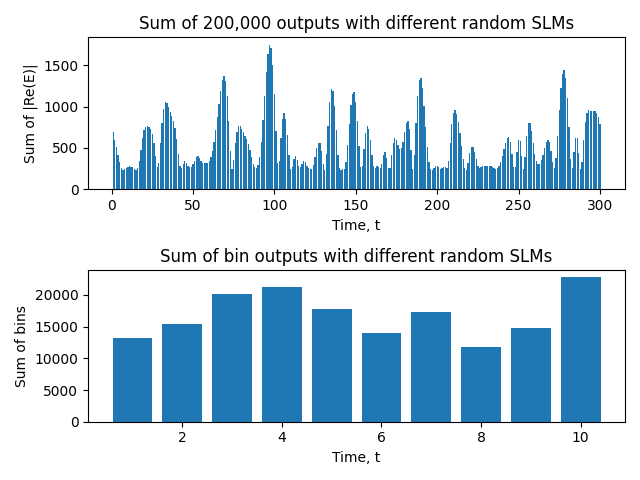 Sum of 200,000 outputs with different random SLMs
Sum of |Re(E)|
1500
1000
500
0
0 50 100 150 200 250 300
Time, t
Sum of bin outputs with different random SLMs
Sum of bins
20000
15000
10000
5000
0
2 4 6 8 10
Time, t